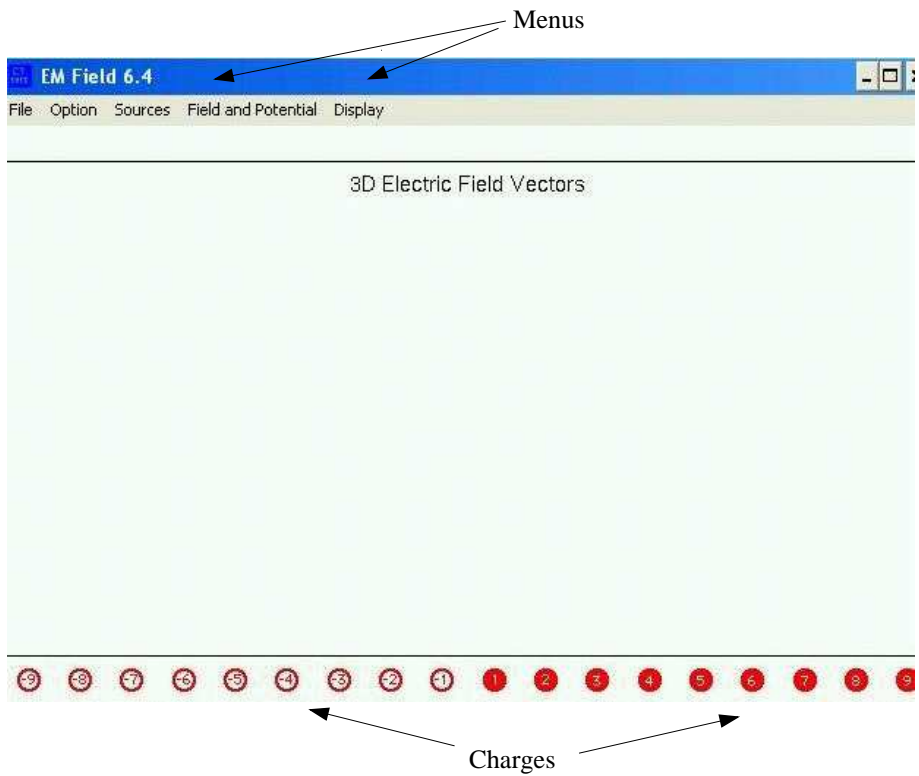 Menus
EM Field 6.4
File Option Sources Field and Potential Display
3D Electric Field Vectors
-9 -8 -7 -6 -5 -4 -3 -2 -1 1 2 3 4 5 6 7 8 9
Charges